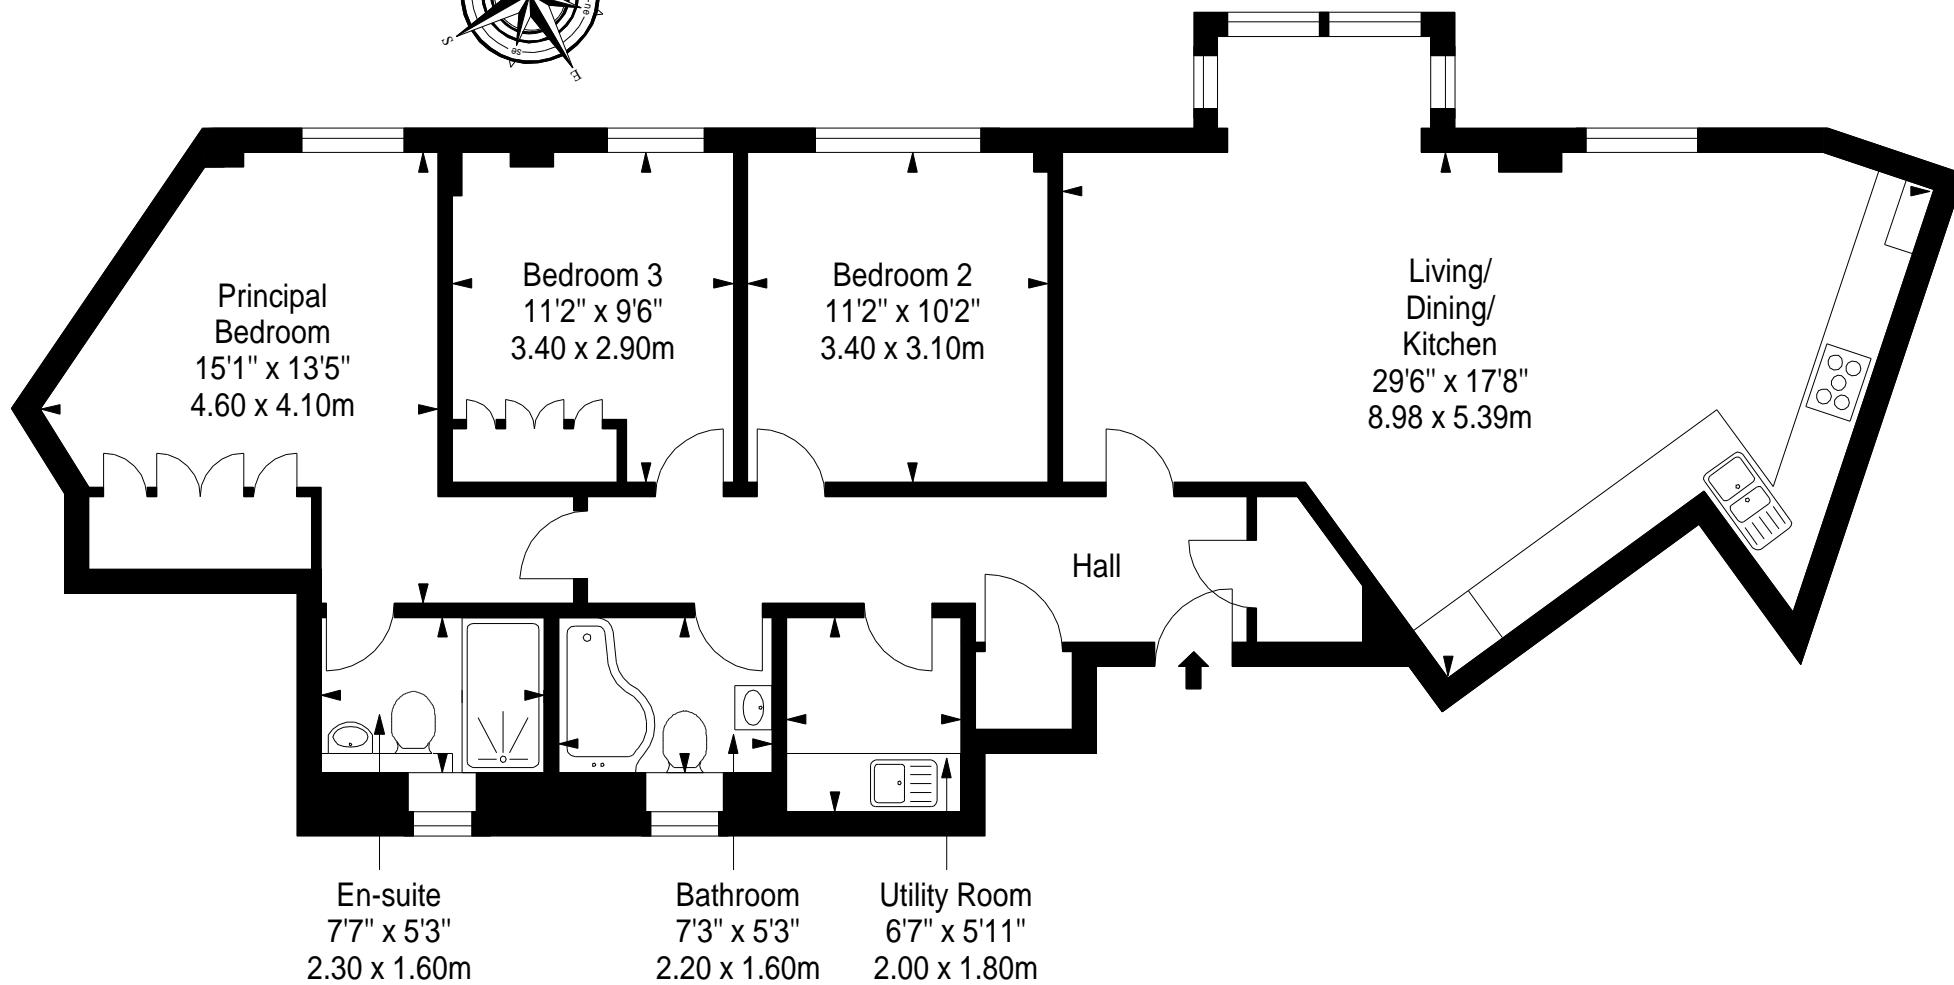 S
se
E
ne
Principal
Bedroom
15'1" x 13'5"
4.60 x 4.10m
Bedroom 3
11'2" x 9'6"
3.40 x 2.90m
Bedroom 2
11'2" x 10'2"
3.40 x 3.10m
Living/
Dining/
Kitchen
29'6" x 17'8"
8.98 x 5.39m
Hall
En-suite
7'7" x 5'3"
2.30 x 1.60m
Bathroom
7'3" x 5'3"
2.20 x 1.60m
Utility Room
6'7" x 5'11"
2.00 x 1.80m